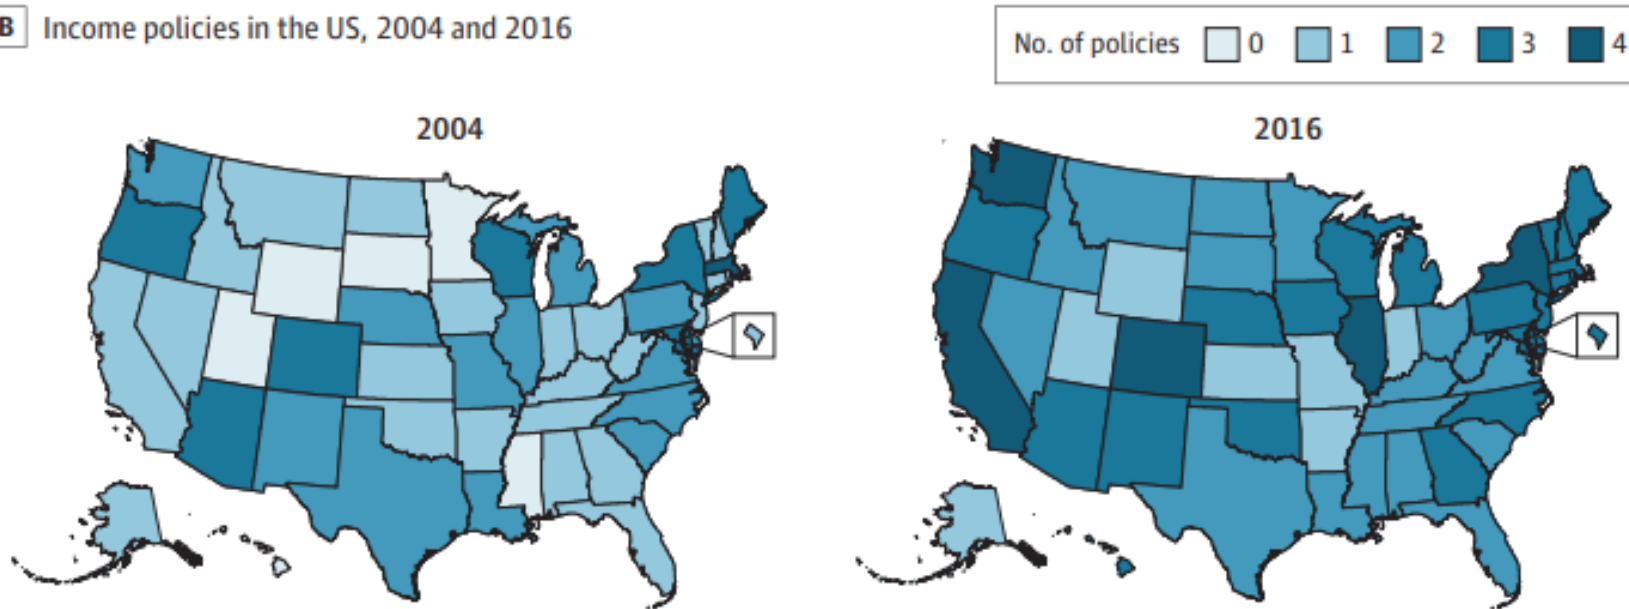 B Income policies in the US, 2004 and 2016
No. of policies 0 1 2 3 4
2004
2016